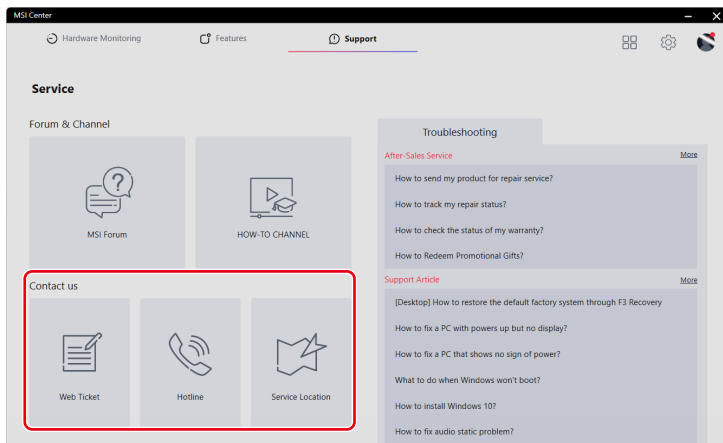 MSI Center
Hardware Monitoring
Features
Support
Service
Forum & Channel
MSI Forum
HOW-TO CHANNEL
Contact us
Web Ticket
Hotline
Service Location
Troubleshooting
After-Sales Service More
How to send my product for repair service?
How to track my repair status?
How to check the status of my warranty?
How to Redeem Promotional Gifts?
Support Article More
[Desktop] How to restore the default factory system through F3 Recovery
How to fix a PC with powers up but no display?
How to fix a PC that shows no sign of power?
What to do when Windows won't boot?
How to install Windows 10?
How to fix audio static problem?